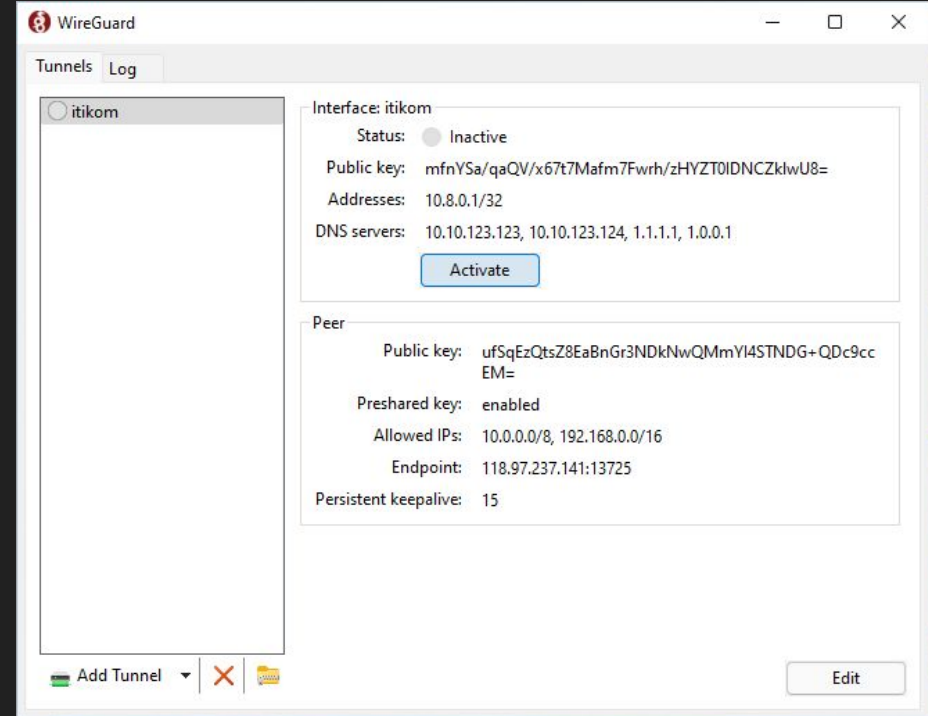 WireGuard
Tunnels Log
itikom
Interface: itikom
Status: Inactive
Public key: mfnYSa/qaQV/x67t7Mafm7Fwrh/zHYZT0IDNCZkIwU8=
Addresses: 10.8.0.1/32
DNS servers: 10.10.123.123, 10.10.123.124, 1.1.1.1, 1.0.0.1
Activate
Peer
Public key: ufSqEzQtsZ8EaBnGr3NDkNwQMmYI4STNDG+QDc9cc
EM=
Preshared key: enabled
Allowed IPs: 10.0.0.0/8, 192.168.0.0/16
Endpoint: 118.97.237.141:13725
Persistent keepalive: 15
Add Tunnel
Edit